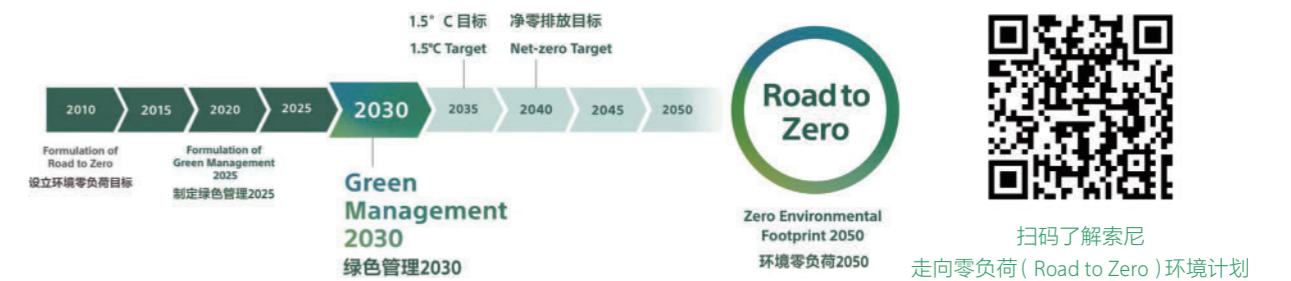 1.5°C目标
1.5℃ Target
净零排放目标
Net-zero Target
2010
2015
2020
2025
2030
2035
2040
2045
2050
Formulation of
Road to Zero
设立环境零负荷目标
Formulation of
Green Management
2025
制定绿色管理2025
Green
Management
2030
绿色管理2030
Road to
Zero
Zero Environmental
Footprint 2050
环境零负荷2050
扫码了解索尼
走向零负荷（Road to Zero）环境计划